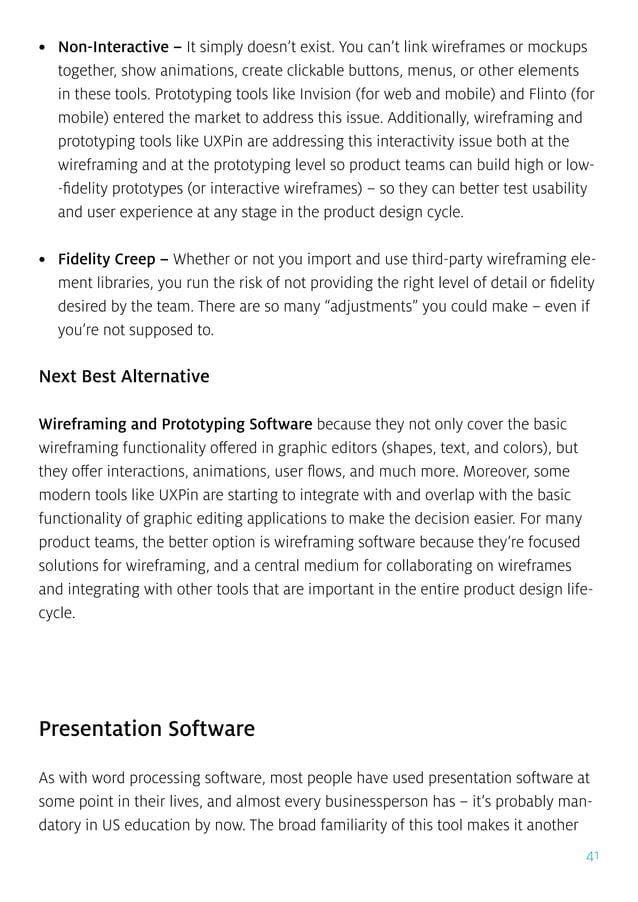 • Non-Interactive – It simply doesn’t exist. You can’t link wireframes or mockups
together, show animations, create clickable buttons, menus, or other elements
in these tools. Prototyping tools like Invision (for web and mobile) and Flinto (for
mobile) entered the market to address this issue. Additionally, wireframing and
prototyping tools like UXPin are addressing this interactivity issue both at the
wireframing and at the prototyping level so product teams can build high or low-
-fidelity prototypes (or interactive wireframes) – so they can better test usability
and user experience at any stage in the product design cycle.
• Fidelity Creep – Whether or not you import and use third-party wireframing ele-
ment libraries, you run the risk of not providing the right level of detail or fidelity
desired by the team. There are so many “adjustments” you could make – even if
you’re not supposed to.
Next Best Alternative
Wireframing and Prototyping Software because they not only cover the basic
wireframing functionality offered in graphic editors (shapes, text, and colors), but
they offer interactions, animations, user flows, and much more. Moreover, some
modern tools like UXPin are starting to integrate with and overlap with the basic
functionality of graphic editing applications to make the decision easier. For many
product teams, the better option is wireframing software because they’re focused
solutions for wireframing, and a central medium for collaborating on wireframes
and integrating with other tools that are important in the entire product design life-
cycle.
Presentation Software
As with word processing software, most people have used presentation software at
some point in their lives, and almost every businessperson has – it’s probably man-
datory in US education by now. The broad familiarity of this tool makes it another
41